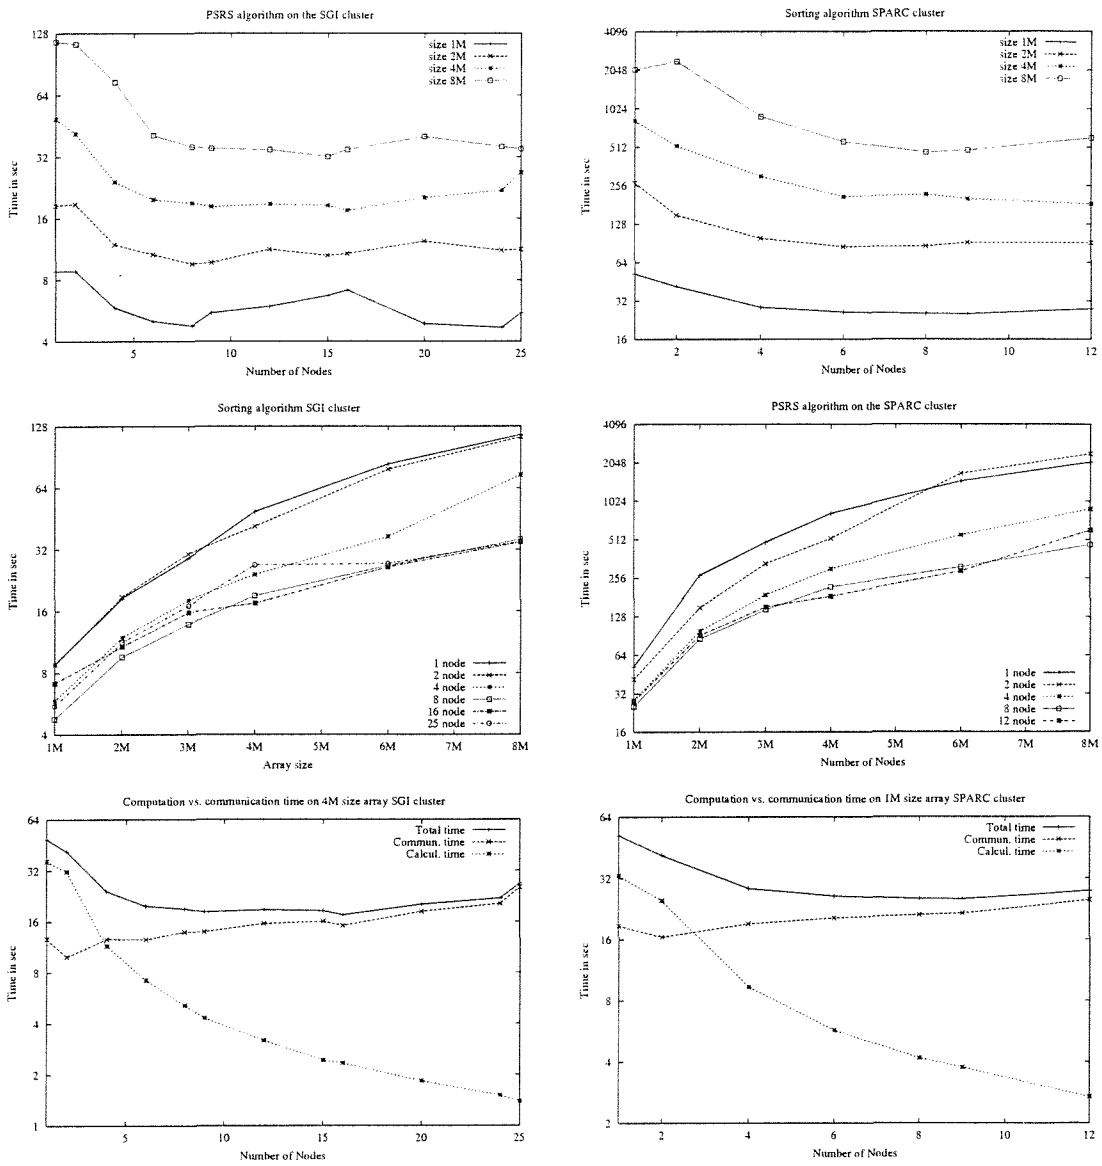 PSRS algorithm on the SGI cluster
128
64
32
16
8
4
Time in sec
size 1M
size 2M
size 4M
size 8M
5
10
15
20
25
Number of Nodes
Sorting algorithm SPARC cluster
4096
2048
1024
512
256
128
64
32
16
Time in sec
size 1M
size 2M
size 4M
size 8M
2
4
6
8
10
12
Number of Nodes
Sorting algorithm SGI cluster
128
64
32
16
8
4
Time in sec
1 node
2 node
4 node
8 node
16 node
25 node
1M
2M
3M
4M
5M
6M
7M
8M
Array size
PSRS algorithm on the SPARC cluster
4096
2048
1024
512
256
128
64
32
16
Time in sec
1 node
2 node
4 node
8 node
12 node
1M
2M
3M
4M
5M
6M
7M
8M
Number of Nodes
Computation vs. communication time on 4M size array SGI cluster
64
32
16
8
4
2
1
Time in sec
Total time
Commun. time
Calcul. time
5
10
15
20
25
Number of Nodes
Computation vs. communication time on 1M size array SPARC cluster
64
32
16
8
4
2
Time in sec
Total time
Commun. time
Calcul. time
2
4
6
8
10
12
Number of Nodes